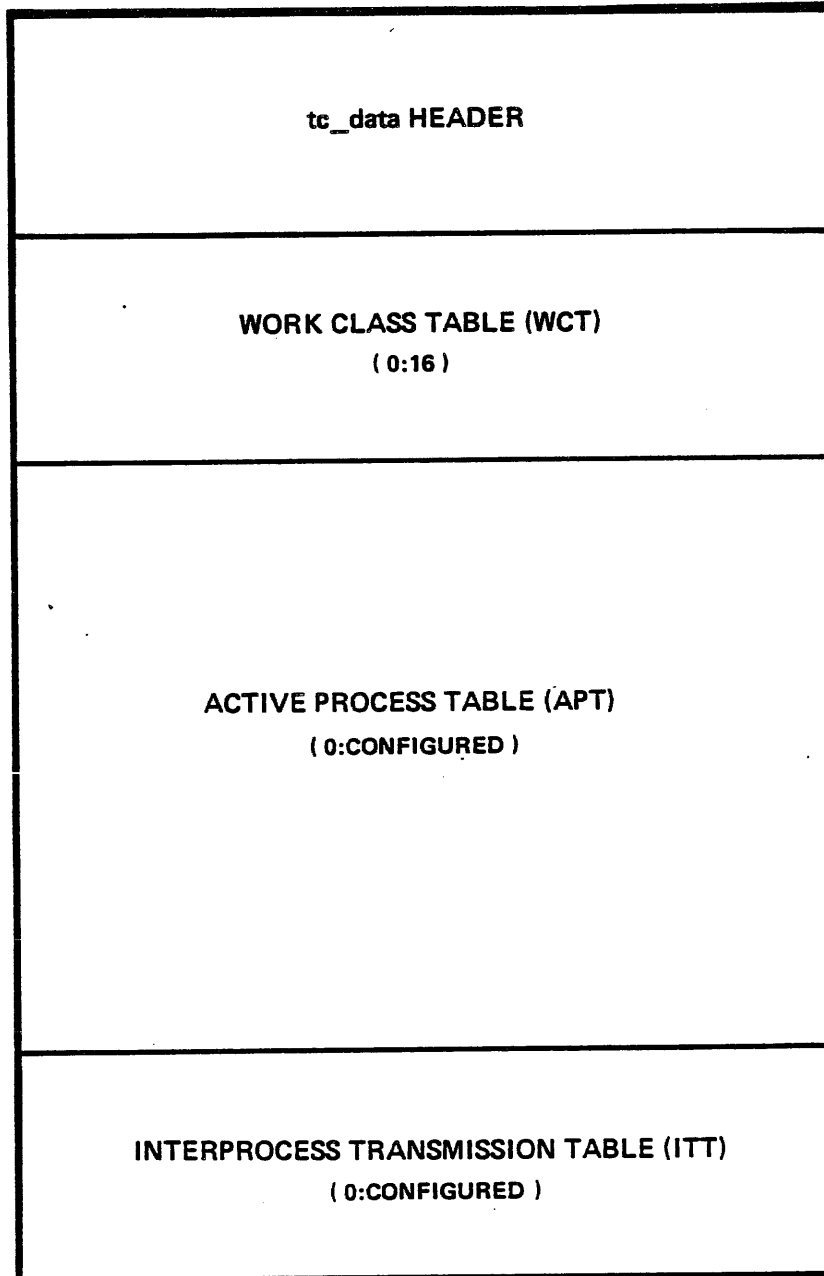 tc_data HEADER
WORK CLASS TABLE (WCT)
( 0:16 )
ACTIVE PROCESS TABLE (APT)
( 0:CONFIGURED )
INTERPROCESS TRANSMISSION TABLE (ITT)
( 0:CONFIGURED )